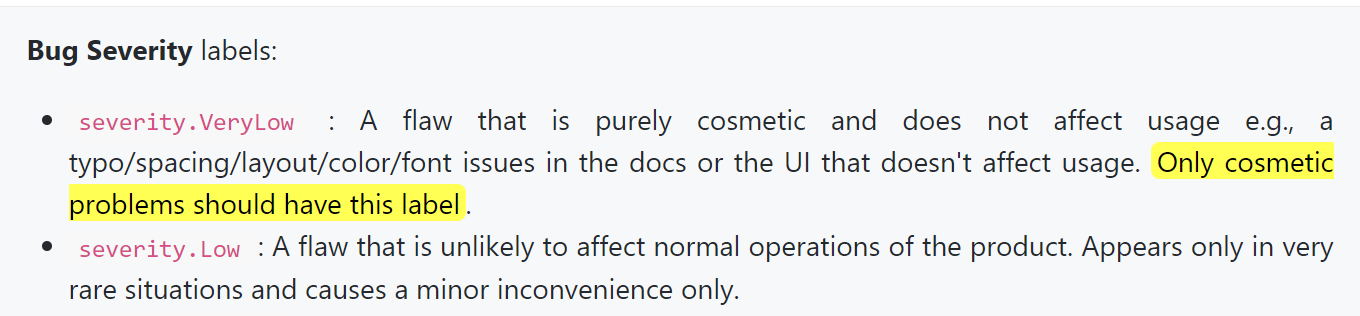 Bug Severity labels:
• severity.VeryLow : A flaw that is purely cosmetic and does not affect usage e.g., a
typo/spacing/layout/color/font issues in the docs or the UI that doesn't affect usage. Only cosmetic
problems should have this label.
• severity.Low : A flaw that is unlikely to affect normal operations of the product. Appears only in very
rare situations and causes a minor inconvenience only.